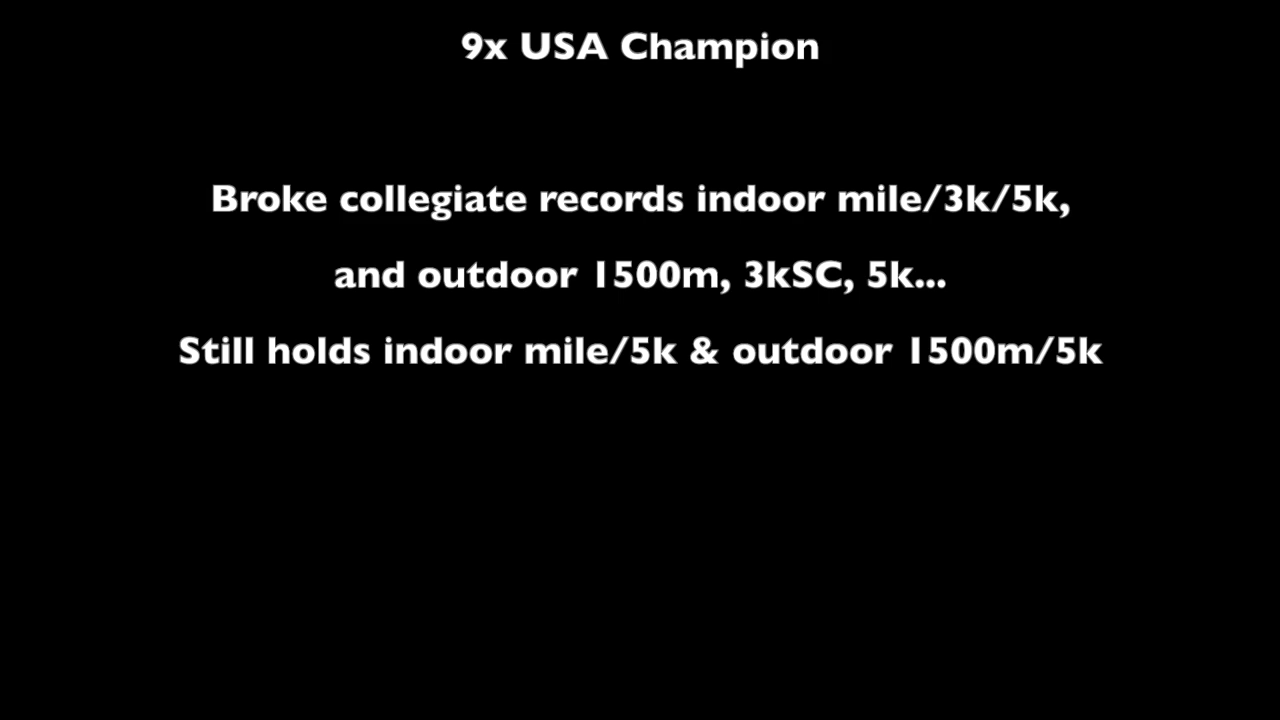 9x USA Champion
Broke collegiate records indoor mile/3k/5k,
and outdoor 1500m, 3kSC, 5k...
Still holds indoor mile/5k & outdoor 1500m/5k